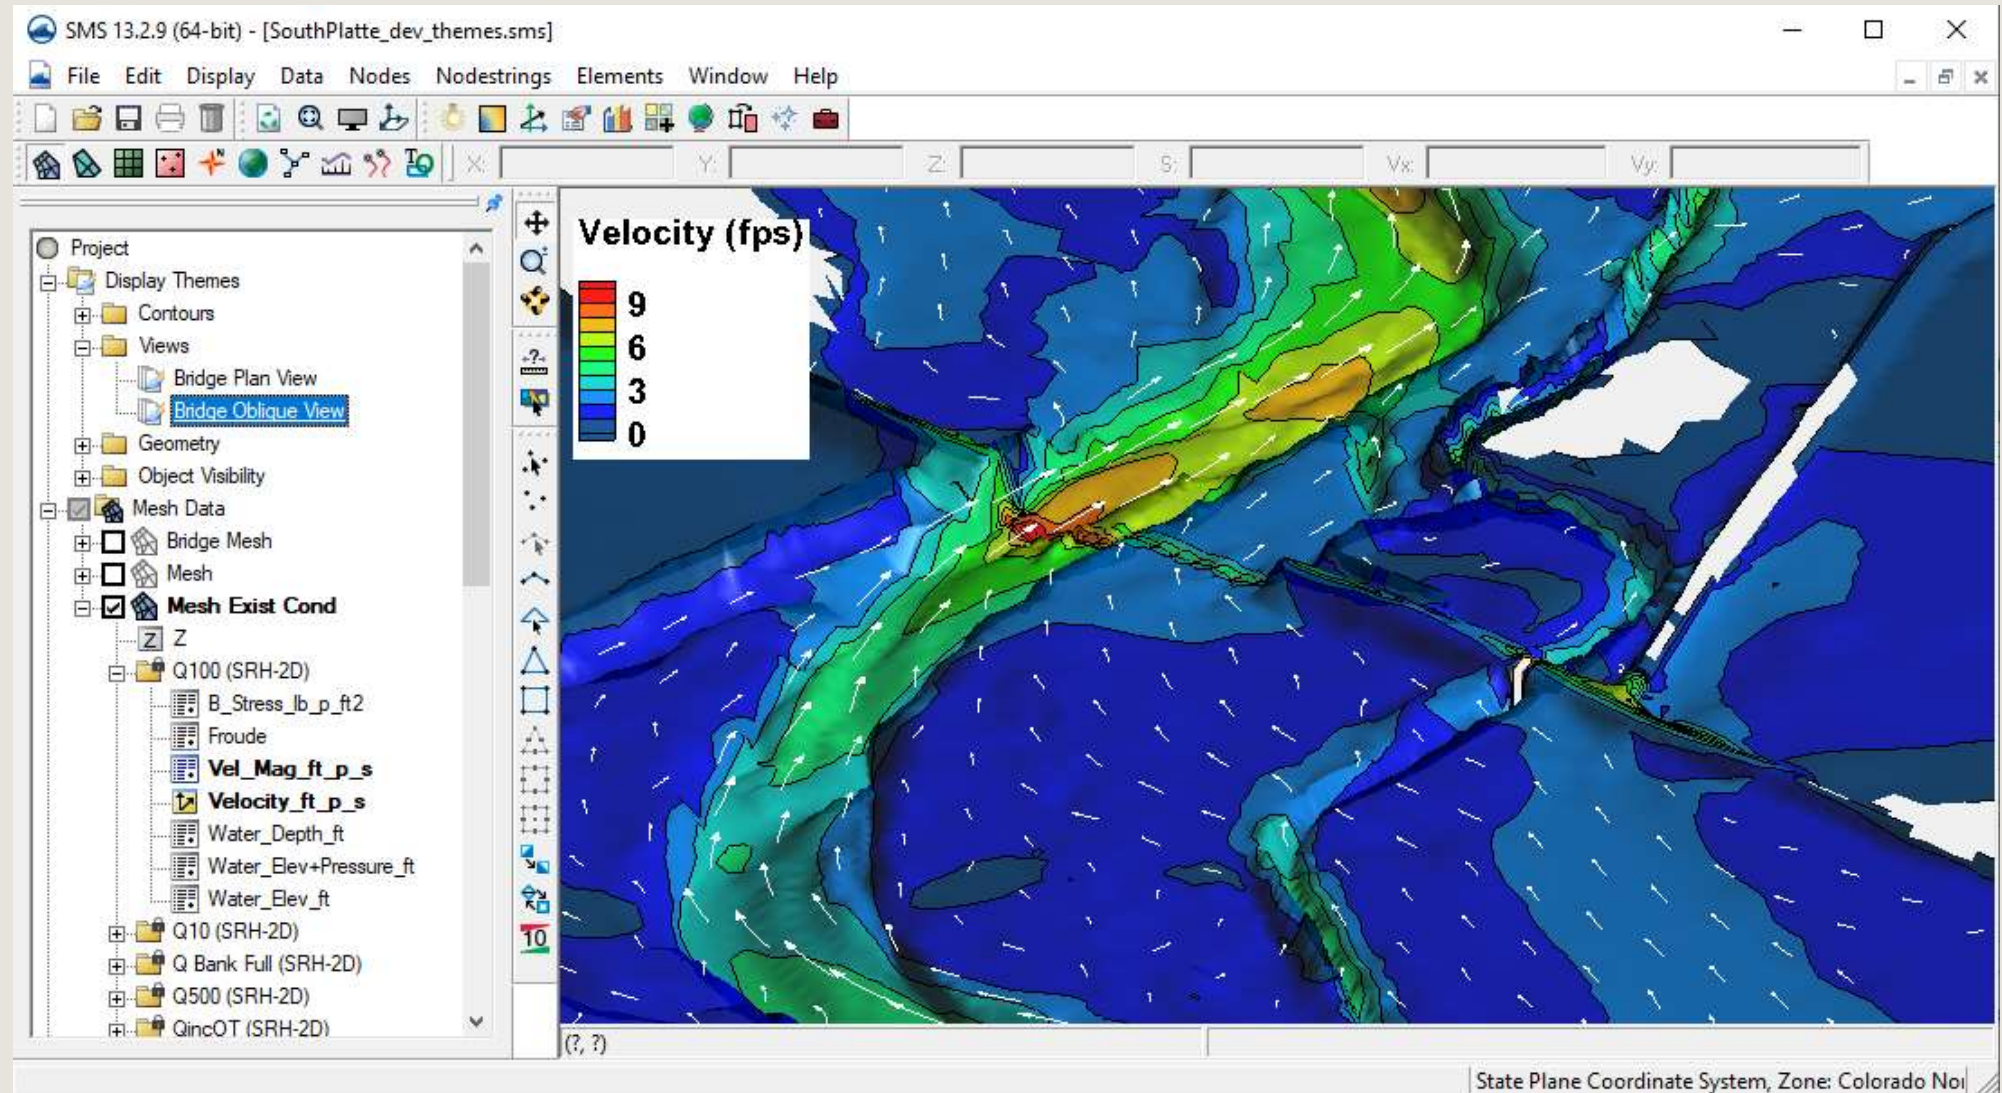 SMS 13.2.9 (64-bit) - [SouthPlatte_dev_themes.sms]
File Edit Display Data Nodes Nodestrings Elements Window Help
X: Y: Z: S: Vx: Vy:
Project
Display Themes
Contours
Views
Bridge Plan View
Bridge Oblique View
Geometry
Object Visibility
Mesh Data
Bridge Mesh
Mesh
Mesh Exist Cond
Z Z
Q100 (SRH-2D)
B_Stress_lb_p_ft2
Froude
Vel_Mag_ft_p_s
Velocity_ft_p_s
Water_Depth_ft
Water_Elev+Pressure_ft
Water_Elev_ft
Q10 (SRH-2D)
Q Bank Full (SRH-2D)
Q500 (SRH-2D)
QincOT (SRH-2D)
10
Velocity (fps)
9
6
3
0
(?, ?)
State Plane Coordinate System, Zone: Colorado Nor